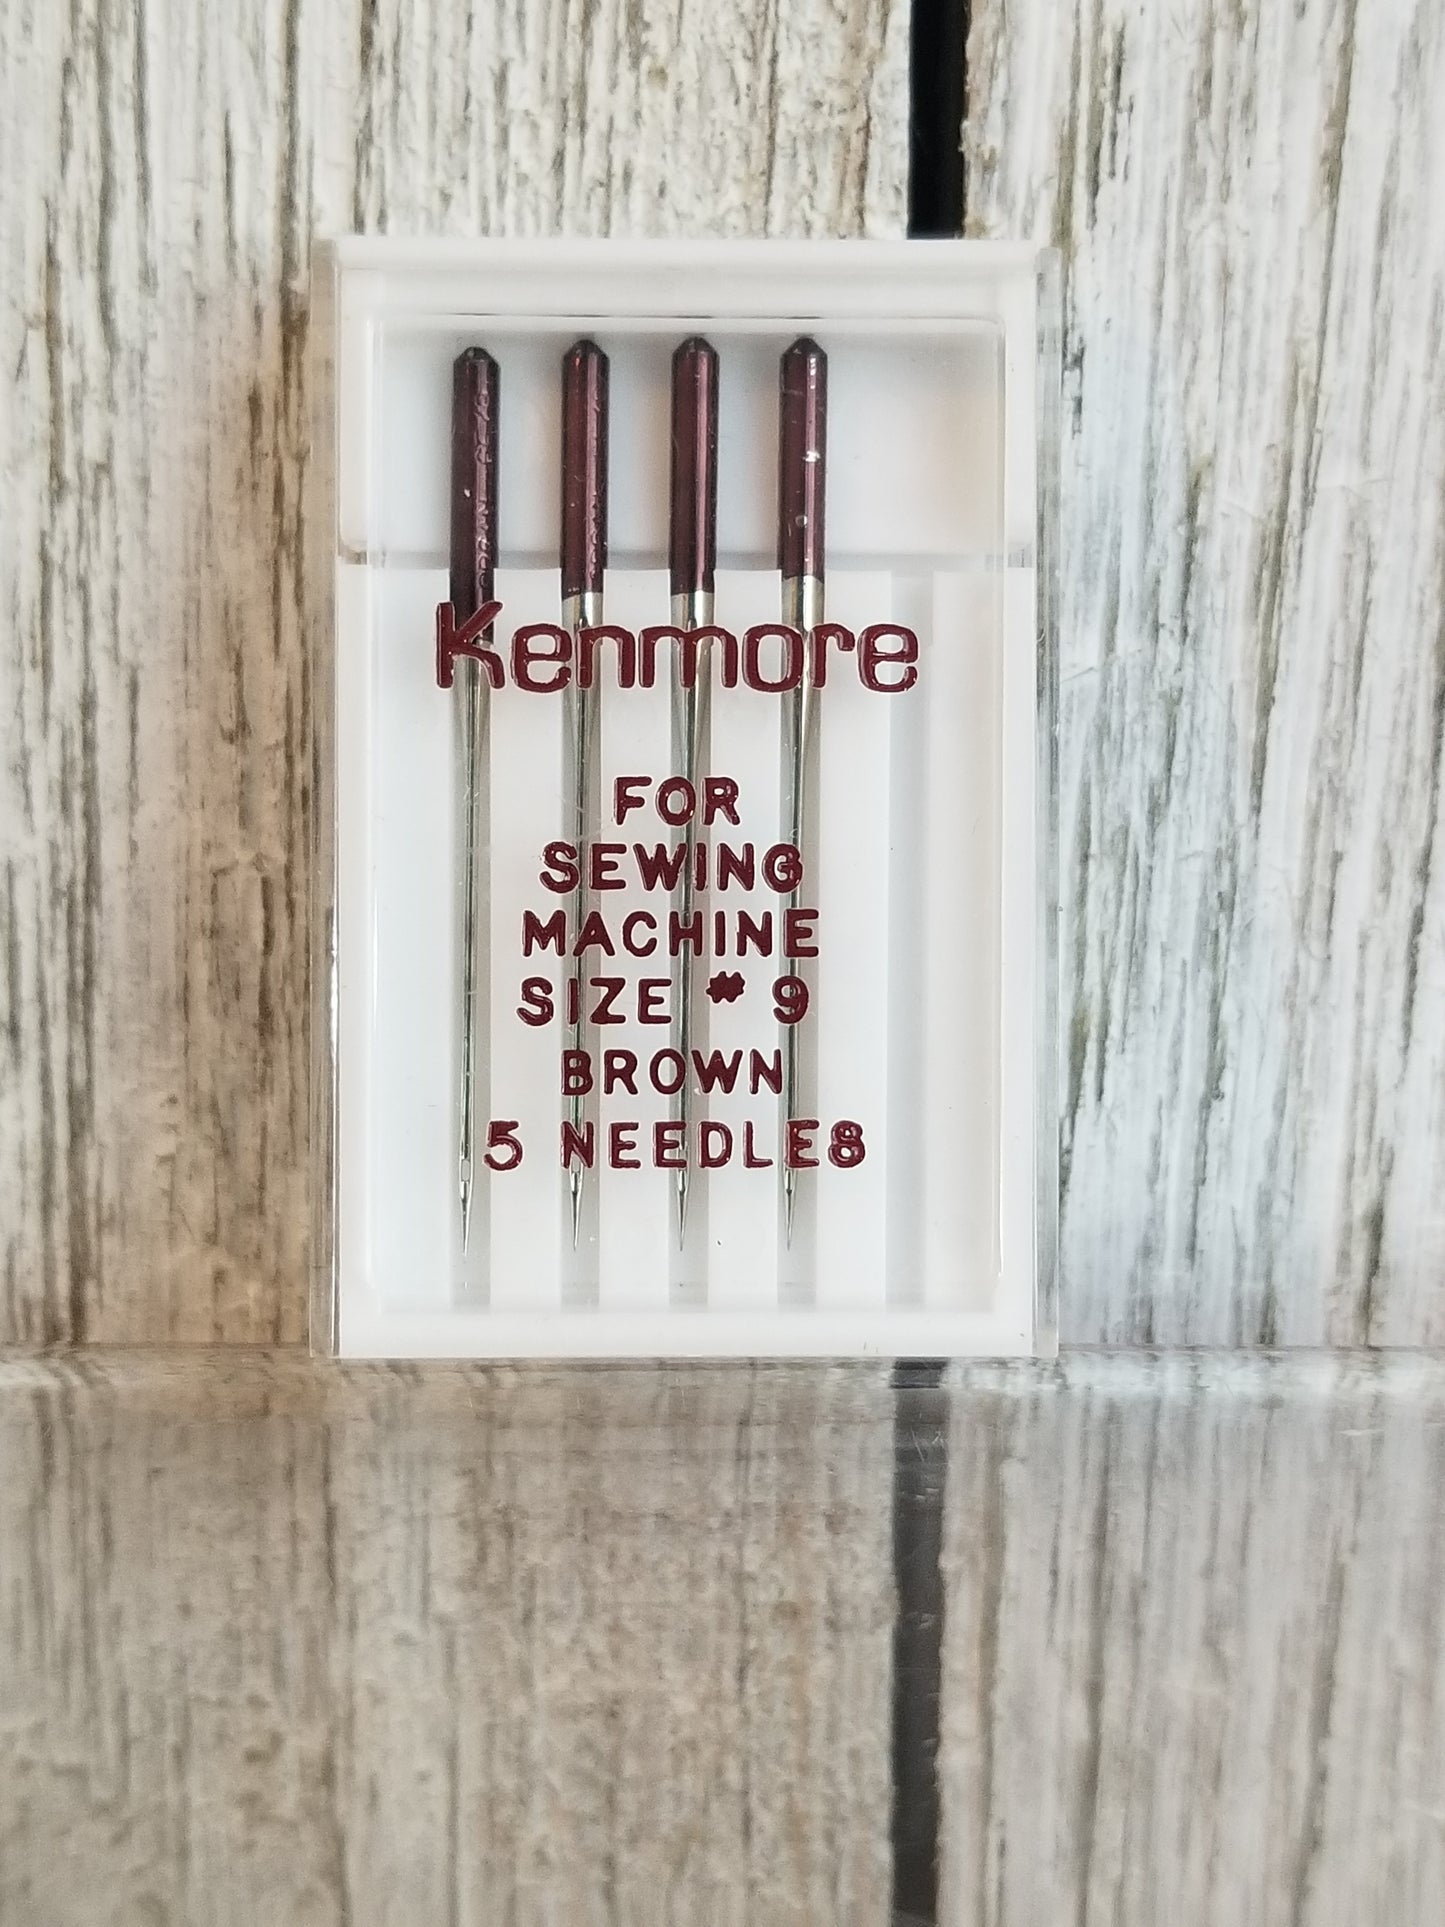 Kenmore
FOR
SEWING
MACHINE
SIZE # 9
BROWN
5 NEEDLES